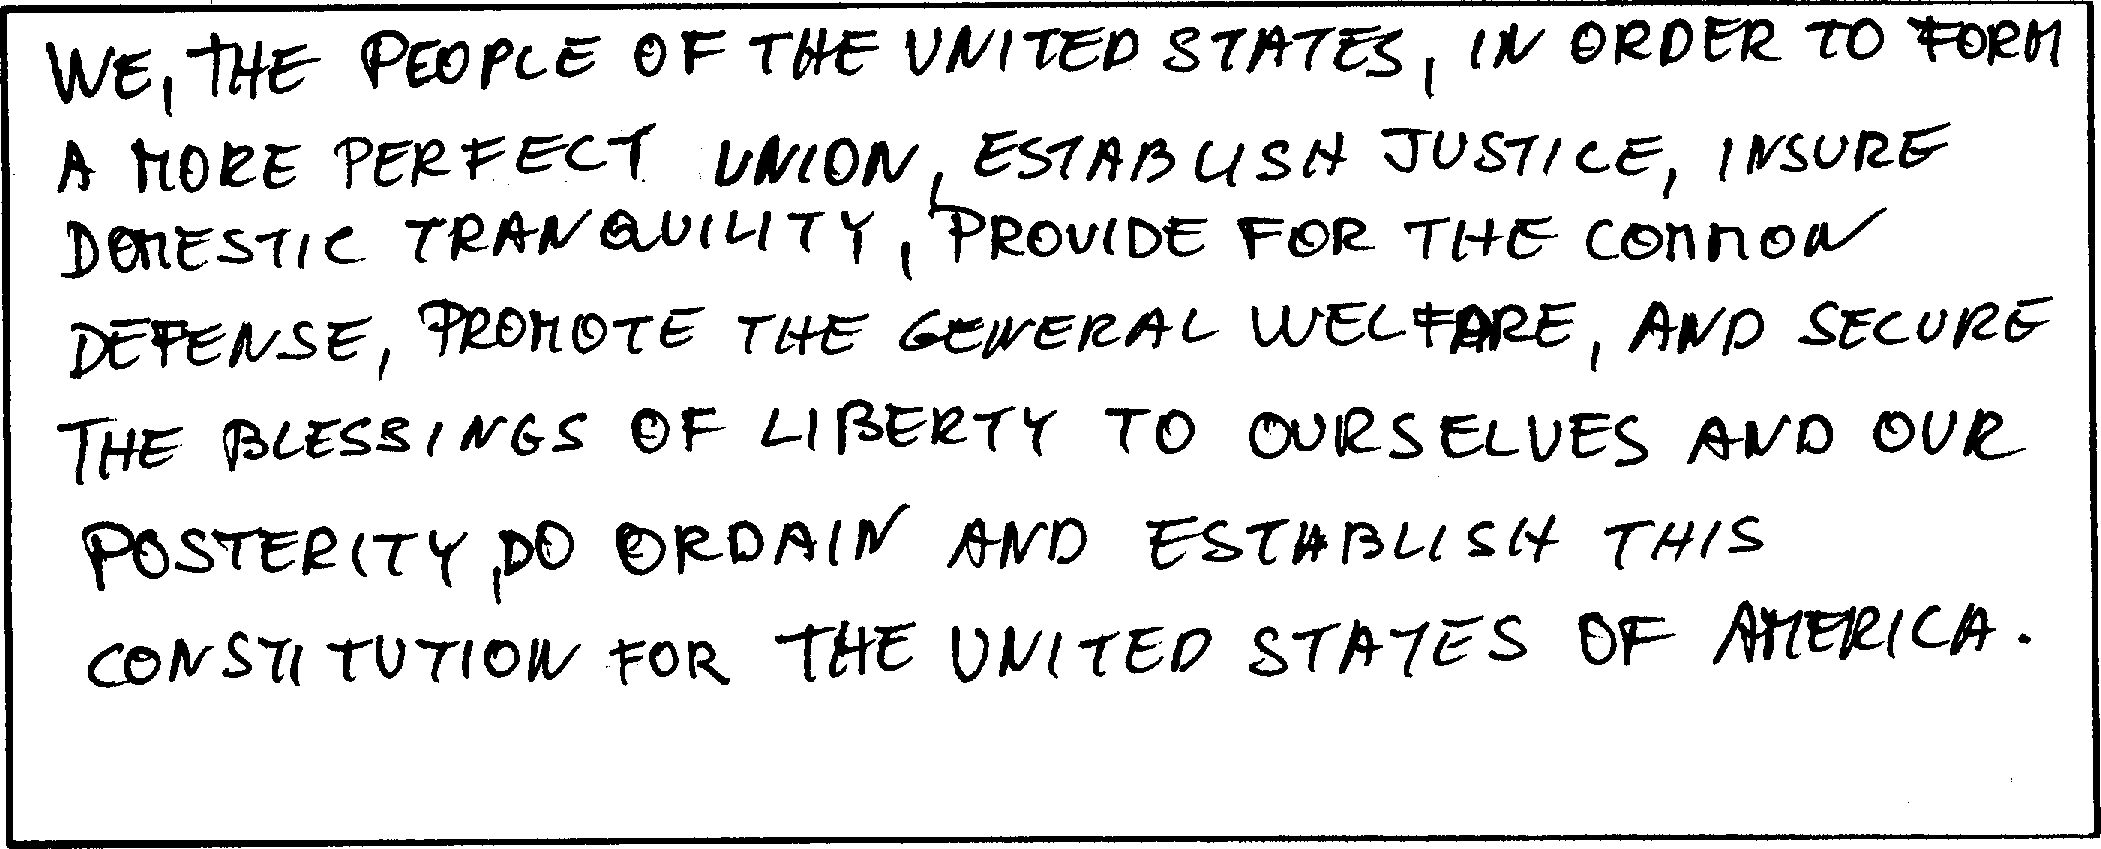 WE, THE PEOPLE OF THE UNITED STATES, IN ORDER TO FORM
A MORE PERFECT UNION, ESTABLISH JUSTICE, INSURE
DOMESTIC TRANQUILITY, PROVIDE FOR THE COMMON
DEFENSE, PROMOTE THE GENERAL WELFARE, AND SECURE
THE BLESSINGS OF LIBERTY TO OURSELVES AND OUR
POSTERITY, DO ORDAIN AND ESTABLISH THIS
CONSTITUTION FOR THE UNITED STATES OF AMERICA.